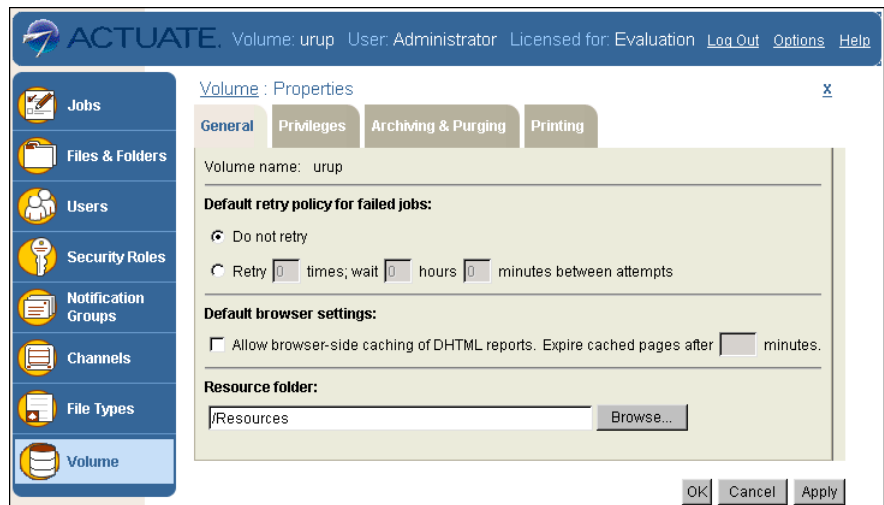 ACTUATE. Volume: urup User: Administrator Licensed for: Evaluation Log Out Options Help
Jobs
Files & Folders
Users
Security Roles
Notification
Groups
Channels
File Types
Volume
Volume : Properties X
General Privileges Archiving & Purging Printing
Volume name: urup
Default retry policy for failed jobs:
Do not retry
Retry 0 times; wait 0 hours 0 minutes between attempts
Default browser settings:
Allow browser-side caching of DHTML reports. Expire cached pages after minutes.
Resource folder:
/Resources Browse...
OK Cancel Apply